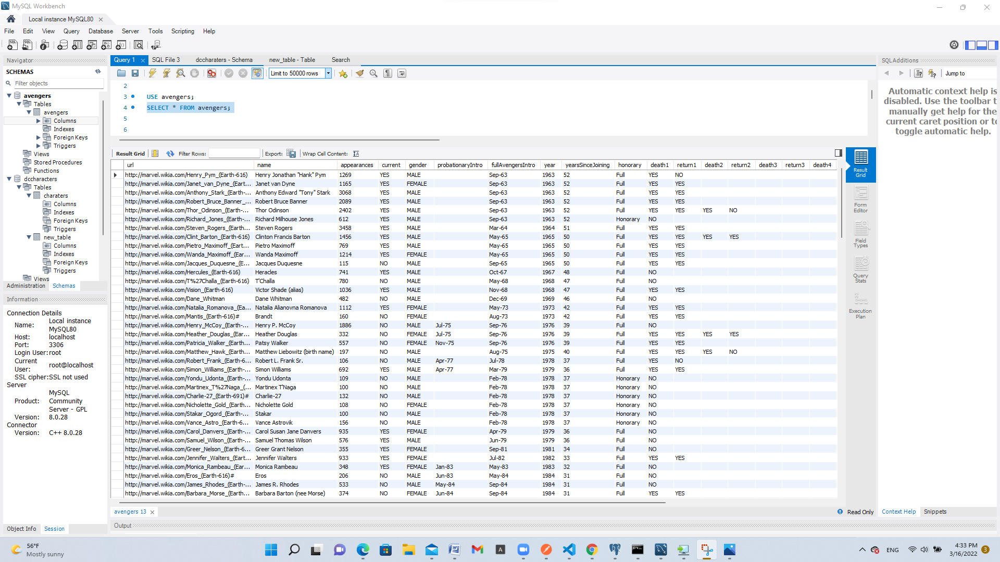 MySQL Workbench
Local instance MySQL80
File Edit View Query Database Server Tools Scripting Help
Navigator
SCHEMAS
Filter objects
avengers
Tables
avengers
Columns
Indexes
Foreign Keys
Triggers
Views
Stored Procedures
Functions
dccharacters
Tables
charaters
Columns
Indexes
Foreign Keys
Triggers
new_table
Columns
Indexes
Foreign Keys
Triggers
Views
Administration Schemas
Information
Connection Details
Name: Local instance MySQL80
Host: localhost
Port: 3306
Login User: root
Current User: root@localhost
SSL cipher: SSL not used
Server
Product: MySQL Community Server - GPL
Version: 8.0.28
Connector
Version: C++ 8.0.28
Object Info Session
Query 1 SQL File 3 dccharaters - Schema new_table - Table Search
Limit to 50000 rows
2
3 USE avengers;
4 SELECT * FROM avengers;
5
6
Result Grid Filter Rows: Export: Wrap Cell Content:
url name appearances current gender probationaryIntro fullAvengersIntro year yearsSinceJoining honorary death1 return1 death2 return2 death3 return3 death4
http://marvel.wikia.com/Henry_Pym_(Earth-616) Henry Jonathan "Hank" Pym 1269 YES MALE Sep-63 1963 52 Full YES NO
http://marvel.wikia.com/Janet_van_Dyne_(Eart... Janet van Dyne 1165 YES FEMALE Sep-63 1963 52 Full YES YES
http://marvel.wikia.com/Anthony_Stark_(Earth-... Anthony Edward "Tony" Stark 3068 YES MALE Sep-63 1963 52 Full YES YES
http://marvel.wikia.com/Robert_Bruce_Banner_... Robert Bruce Banner 2089 YES MALE Sep-63 1963 52 Full YES YES
http://marvel.wikia.com/Thor_Odinson_(Earth-... Thor Odinson 2402 YES MALE Sep-63 1963 52 Full YES YES YES NO
http://marvel.wikia.com/Richard_Jones_(Earth-... Richard Milhouse Jones 612 YES MALE Sep-63 1963 52 Honorary NO
http://marvel.wikia.com/Steven_Rogers_(Earth-... Steven Rogers 3458 YES MALE Mar-64 1964 51 Full YES YES
http://marvel.wikia.com/Clint_Barton_(Earth-616) Clinton Francis Barton 1456 YES MALE May-65 1965 50 Full YES YES YES YES
http://marvel.wikia.com/Pietro_Maximoff_(Eart... Pietro Maximoff 769 YES MALE May-65 1965 50 Full YES YES
http://marvel.wikia.com/Wanda_Maximoff_(Ear... Wanda Maximoff 1214 YES FEMALE May-65 1965 50 Full YES YES
http://marvel.wikia.com/Jacques_Duquesne_(E... Jacques Duquesne 115 NO MALE Sep-65 1965 50 Full YES YES
http://marvel.wikia.com/Hercules_(Earth-616) Heracles 741 YES MALE Oct-67 1967 48 Full NO
http://marvel.wikia.com/T%27Challa_(Earth-616) T'Challa 780 NO MALE May-68 1968 47 Full NO
http://marvel.wikia.com/Vision_(Earth-616) Victor Shade (alias) 1036 YES MALE Nov-68 1968 47 Full YES YES
http://marvel.wikia.com/Dane_Whitman Dane Whitman 482 NO MALE Dec-69 1969 46 Full NO
http://marvel.wikia.com/Natalia_Romanova_(Ea... Natalia Alianovna Romanova 1112 YES FEMALE May-73 1973 42 Full YES YES
http://marvel.wikia.com/Mantis_(Earth-616)# Brandt 160 NO FEMALE Aug-73 1973 42 Full YES YES
http://marvel.wikia.com/Henry_McCoy_(Earth-... Henry P. McCoy 1886 NO MALE Jul-75 Sep-76 1976 39 Full NO
http://marvel.wikia.com/Heather_Douglas_(Ear... Heather Douglas 332 NO FEMALE Jul-75 Sep-76 1976 39 Full YES YES YES YES
http://marvel.wikia.com/Patricia_Walker_(Earth-... Patsy Walker 557 NO FEMALE Nov-75 Sep-76 1976 39 Full YES YES
http://marvel.wikia.com/Matthew_Hawk_(Earth-... Matthew Liebowitz (birth name) 197 NO MALE Aug-75 1975 40 Full YES YES YES NO
http://marvel.wikia.com/Robert_Frank_(Earth-6... Robert L. Frank Sr. 106 NO MALE Apr-77 Jul-78 1978 37 Full YES NO
http://marvel.wikia.com/Simon_Williams_(Earth-... Simon Williams 692 YES MALE Apr-77 Mar-79 1979 36 Full YES YES
http://marvel.wikia.com/Yondu_Udonta_(Earth-... Yondu Udonta 109 NO MALE Feb-78 1978 37 Honorary NO
http://marvel.wikia.com/Martinex_T%27Naga_(... Martinex T'Naga 100 NO MALE Feb-78 1978 37 Honorary NO
http://marvel.wikia.com/Charlie-27_(Earth-691)# Charlie-27 132 NO MALE Feb-78 1978 37 Honorary NO
http://marvel.wikia.com/Nicholette_Gold_(Earth-... Nicholette Gold 108 NO FEMALE Feb-78 1978 37 Honorary NO
http://marvel.wikia.com/Stakar_Ogord_(Earth-... Stakar 100 NO MALE Feb-78 1978 37 Honorary NO
http://marvel.wikia.com/Vance_Astro_(Earth-6... Vance Astrovik 156 NO MALE Feb-78 1978 37 Honorary NO
http://marvel.wikia.com/Carol_Danvers_(Earth-... Carol Susan Jane Danvers 935 YES FEMALE Apr-79 1979 36 Full NO
http://marvel.wikia.com/Samuel_Wilson_(Earth-... Samuel Thomas Wilson 576 YES MALE Jun-79 1979 36 Full NO
http://marvel.wikia.com/Greer_Nelson_(Earth-6... Greer Grant Nelson 355 YES FEMALE Sep-81 1981 34 Full NO
http://marvel.wikia.com/Jennifer_Walters_(Eart... Jennifer Walters 933 YES FEMALE Jul-82 1982 33 Full YES YES
http://marvel.wikia.com/Monica_Rambeau_(Ear... Monica Rambeau 348 YES FEMALE Jan-83 May-83 1983 32 Full NO
http://marvel.wikia.com/Eros_(Earth-616)# Eros 206 NO MALE Jun-83 May-84 1984 31 Full NO
http://marvel.wikia.com/James_Rhodes_(Earth-... James R. Rhodes 533 NO MALE May-84 Sep-84 1984 31 Full NO
http://marvel.wikia.com/Barbara_Morse_(Earth... Barbara Barton (nee Morse) 374 NO FEMALE Jun-84 Sep-84 1984 31 Full YES YES
Result Grid
Form Editor
Field Types
Query Stats
Execution Plan
avengers 13
Read Only
Output
SQLAdditions
Jump to
Automatic context help is
disabled. Use the toolbar t
manually get help for the
current caret position or to
toggle automatic help.
Context Help Snippets
56°F
Mostly sunny
ENG
4:33 PM
3/16/2022
3